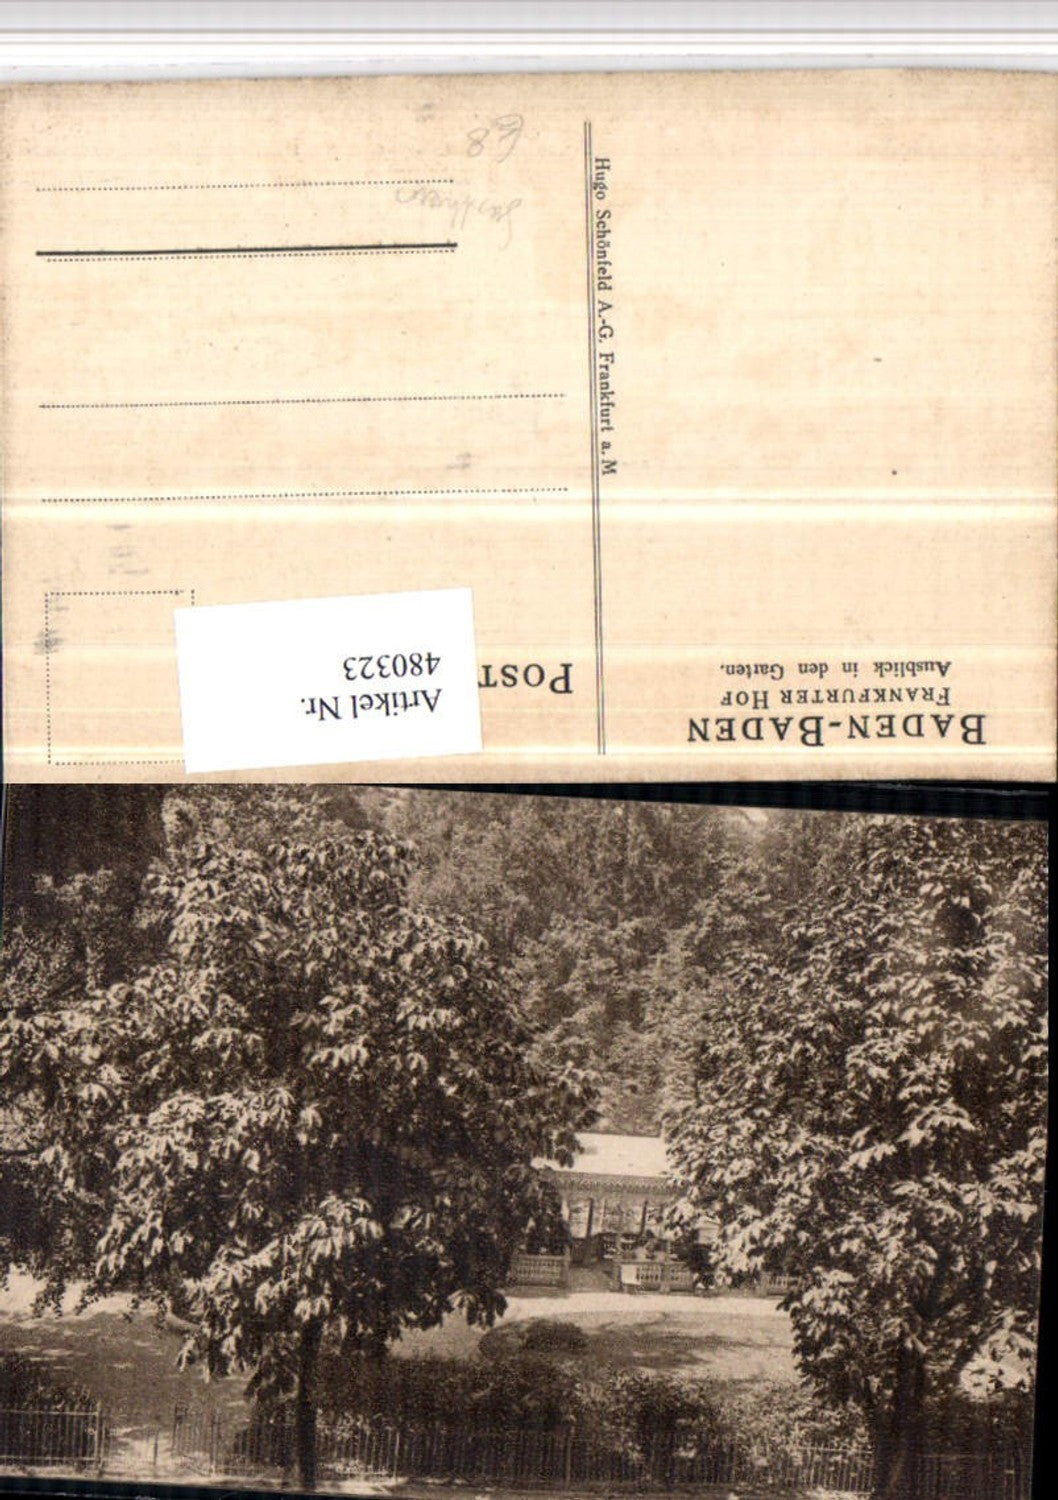 BADEN-BADEN
FRANKFURTER HOF
Ausblick in den Garten.
POST
Artikel Nr.
480323
Hugo Schönfeld A.-G. Frankfurt a. M